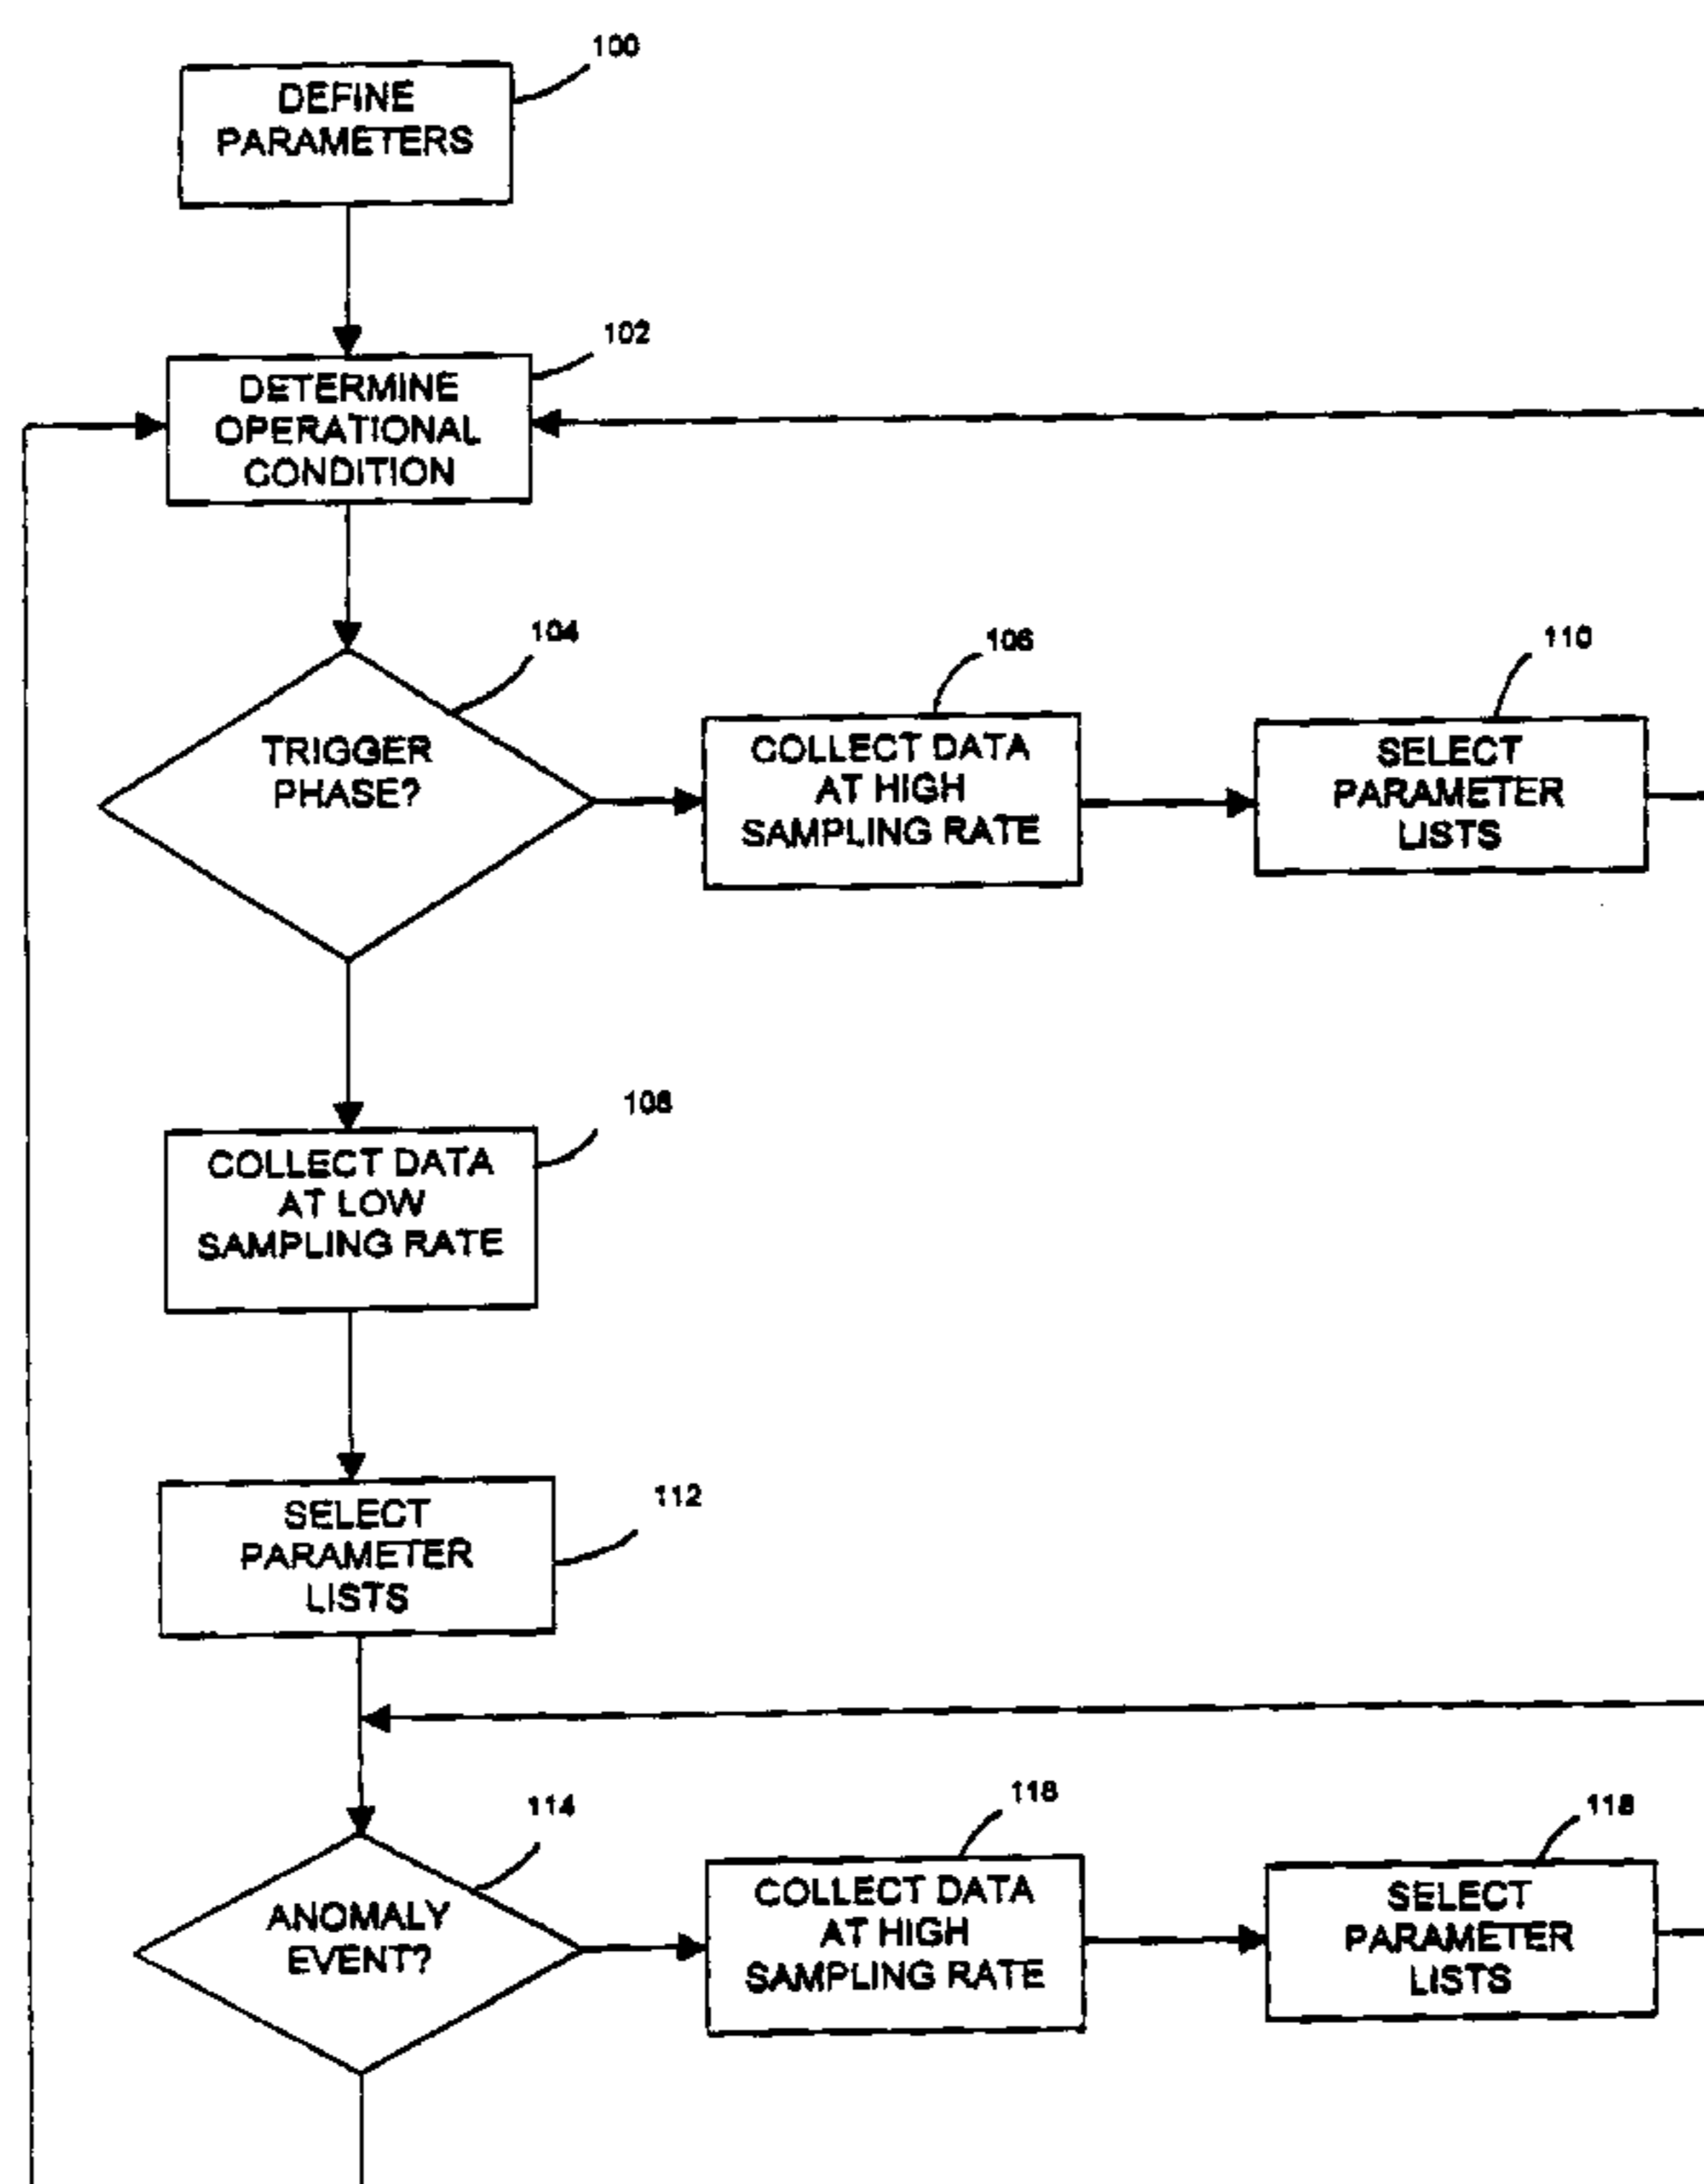 100
DEFINE
PARAMETERS
102
DETERMINE
OPERATIONAL
CONDITION
104
TRIGGER
PHASE?
106
COLLECT DATA
AT HIGH
SAMPLING RATE
110
SELECT
PARAMETER
LISTS
108
COLLECT DATA
AT LOW
SAMPLING RATE
112
SELECT
PARAMETER
LISTS
114
ANOMALY
EVENT?
116
COLLECT DATA
AT HIGH
SAMPLING RATE
118
SELECT
PARAMETER
LISTS